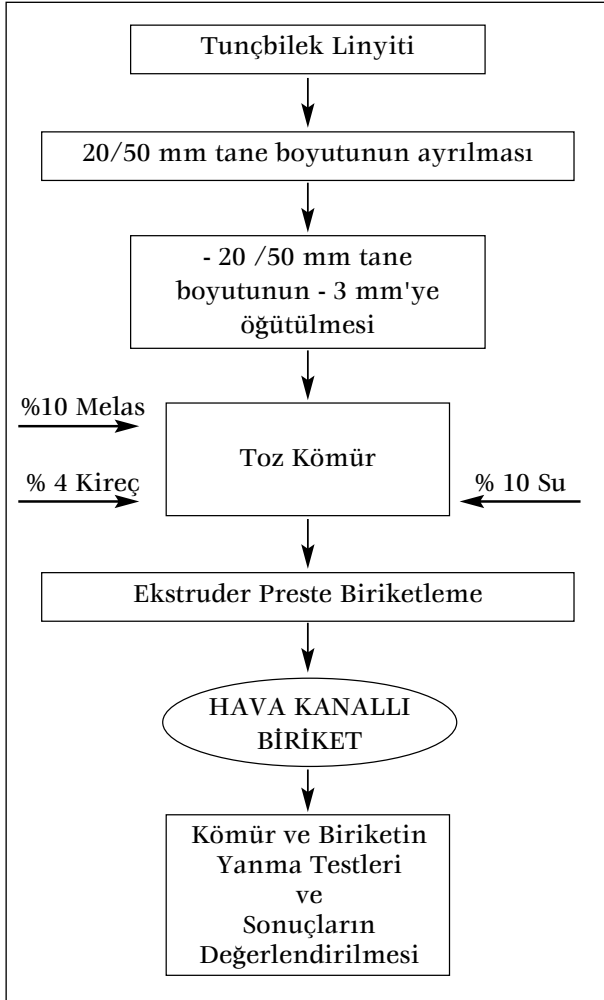 Tunçbilek Linyiti
20/50 mm tane boyutunun ayrılması
- 20 /50 mm tane
boyutunun - 3 mm'ye
öğütülmesi
%10 Melas
Toz Kömür
% 4 Kireç
% 10 Su
Ekstruder Preste Biriketleme
HAVA KANALLI
BİRİKET
Kömür ve Biriketin
Yanma Testleri
ve
Sonuçların
Değerlendirilmesi